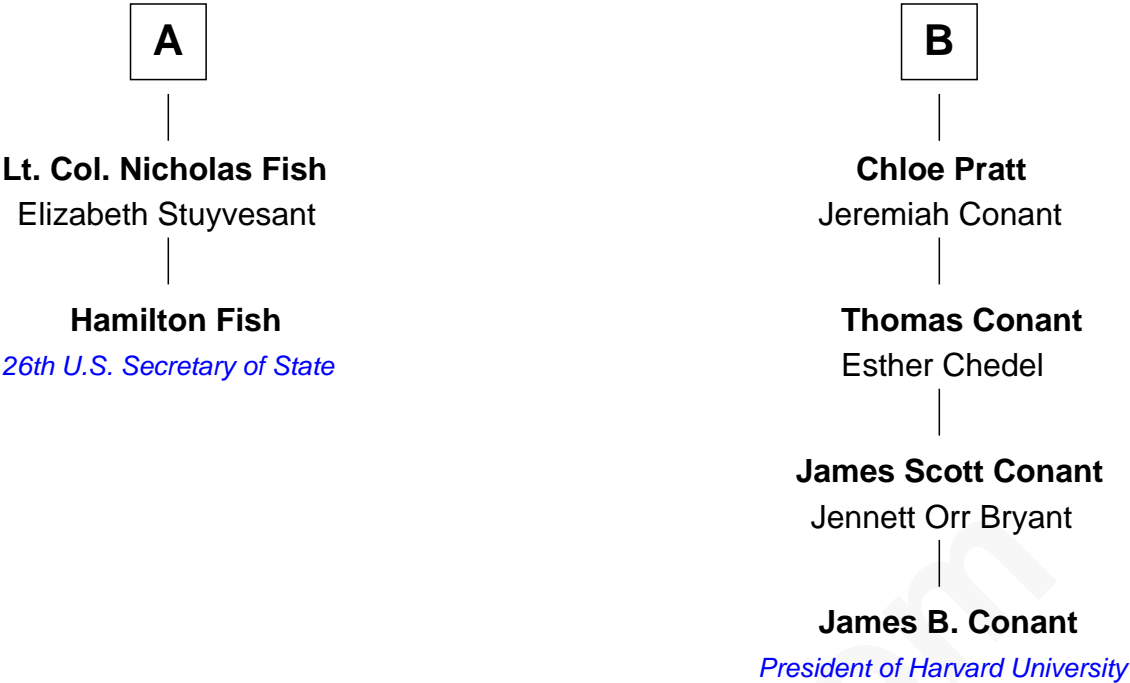 A
Lt. Col. Nicholas Fish
Elizabeth Stuyvesant
Hamilton Fish
26th U.S. Secretary of State
B
Chloe Pratt
Jeremiah Conant
Thomas Conant
Esther Chedel
James Scott Conant
Jennett Orr Bryant
James B. Conant
President of Harvard University